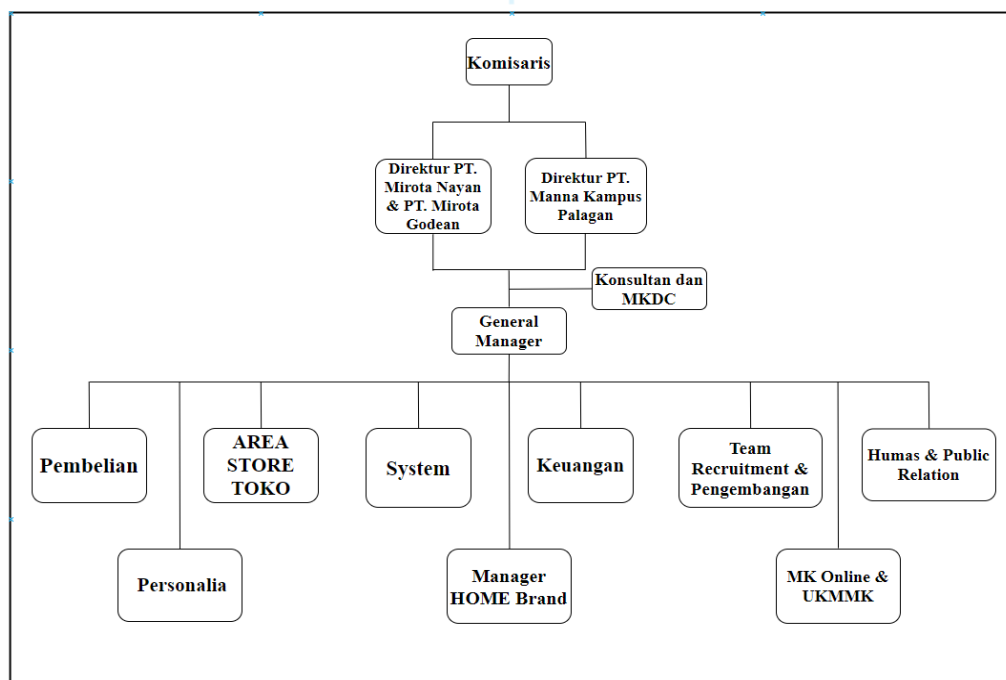 Komisaris
Direktur PT.
Mirota Nayan
& PT. Mirota
Godean
Direktur PT.
Manna Kampus
Palagan
Konsultan dan
MKDC
General
Manager
Pembelian
AREA
STORE
TOKO
System
Keuangan
Team
Recruitment &
Pengembangan
Humas & Public
Relation
Personalia
Manager
HOME Brand
MK Online &
UKMMK